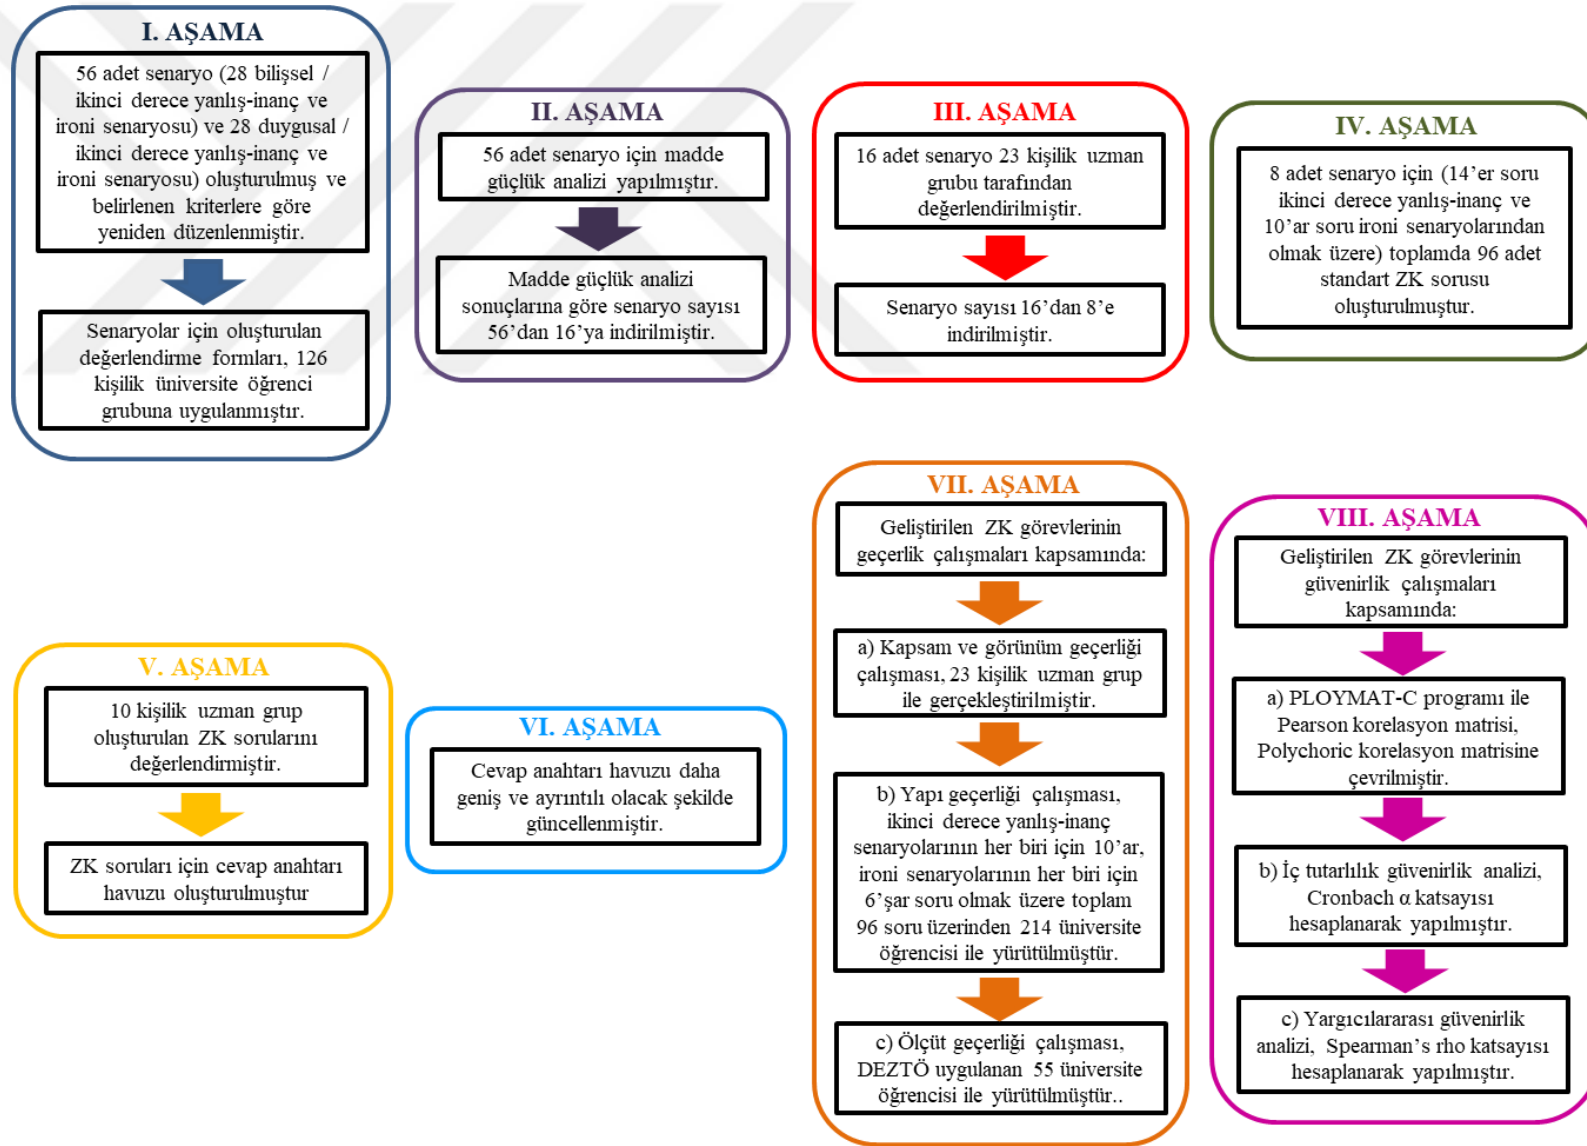 I. AŞAMA
56 adet senaryo (28 bilişsel /
ikinci derece yanlış-inanç ve
ironi senaryosu) ve 28 duygusal /
ikinci derece yanlış-inanç ve
ironi senaryosu) oluşturulmuş ve
belirlenen kriterlere göre
yeniden düzenlenmiştir.
Senaryolar için oluşturulan
değerlendirme formları, 126
kişilik üniversite öğrenci
grubuna uygulanmıştır.
II. AŞAMA
56 adet senaryo için madde
güçlük analizi yapılmıştır.
Madde güçlük analizi
sonuçlarına göre senaryo sayısı
56’dan 16’ya indirilmiştir.
III. AŞAMA
16 adet senaryo 23 kişilik uzman
grubu tarafından
değerlendirilmiştir.
Senaryo sayısı 16’dan 8’e
indirilmiştir.
IV. AŞAMA
8 adet senaryo için (14’er soru
ikinci derece yanlış-inanç ve
10’ar soru ironi senaryolarından
olmak üzere) toplamda 96 adet
standart ZK sorusu
oluşturulmuştur.
V. AŞAMA
10 kişilik uzman grup
oluşturulan ZK sorularını
değerlendirmiştir.
ZK soruları için cevap anahtarı
havuzu oluşturulmuştur
VI. AŞAMA
Cevap anahtarı havuzu daha
geniş ve ayrıntılı olacak şekilde
güncellenmiştir.
VII. AŞAMA
Geliştirilen ZK görevlerinin
geçerlik çalışmaları kapsamında:
a) Kapsam ve görünüm geçerliği
çalışması, 23 kişilik uzman grup
ile gerçekleştirilmiştir.
b) Yapı geçerliği çalışması,
ikinci derece yanlış-inanç
senaryolarının her biri için 10’ar,
ironi senaryolarının her biri için
6’şar soru olmak üzere toplam
96 soru üzerinden 214 üniversite
öğrencisi ile yürütülmüştür.
c) Ölçüt geçerliği çalışması,
DEZTÖ uygulanan 55 üniversite
öğrencisi ile yürütülmüştür..
VIII. AŞAMA
Geliştirilen ZK görevlerinin
güvenirlik çalışmaları
kapsamında:
a) PLOYMAT-C programı ile
Pearson korelasyon matrisi,
Polychoric korelasyon matrisine
çevrilmiştir.
b) İç tutarlılık güvenirlik analizi,
Cronbach α katsayısı
hesaplanarak yapılmıştır.
c) Yargıcılararası güvenirlik
analizi, Spearman’s rho katsayısı
hesaplanarak yapılmıştır.